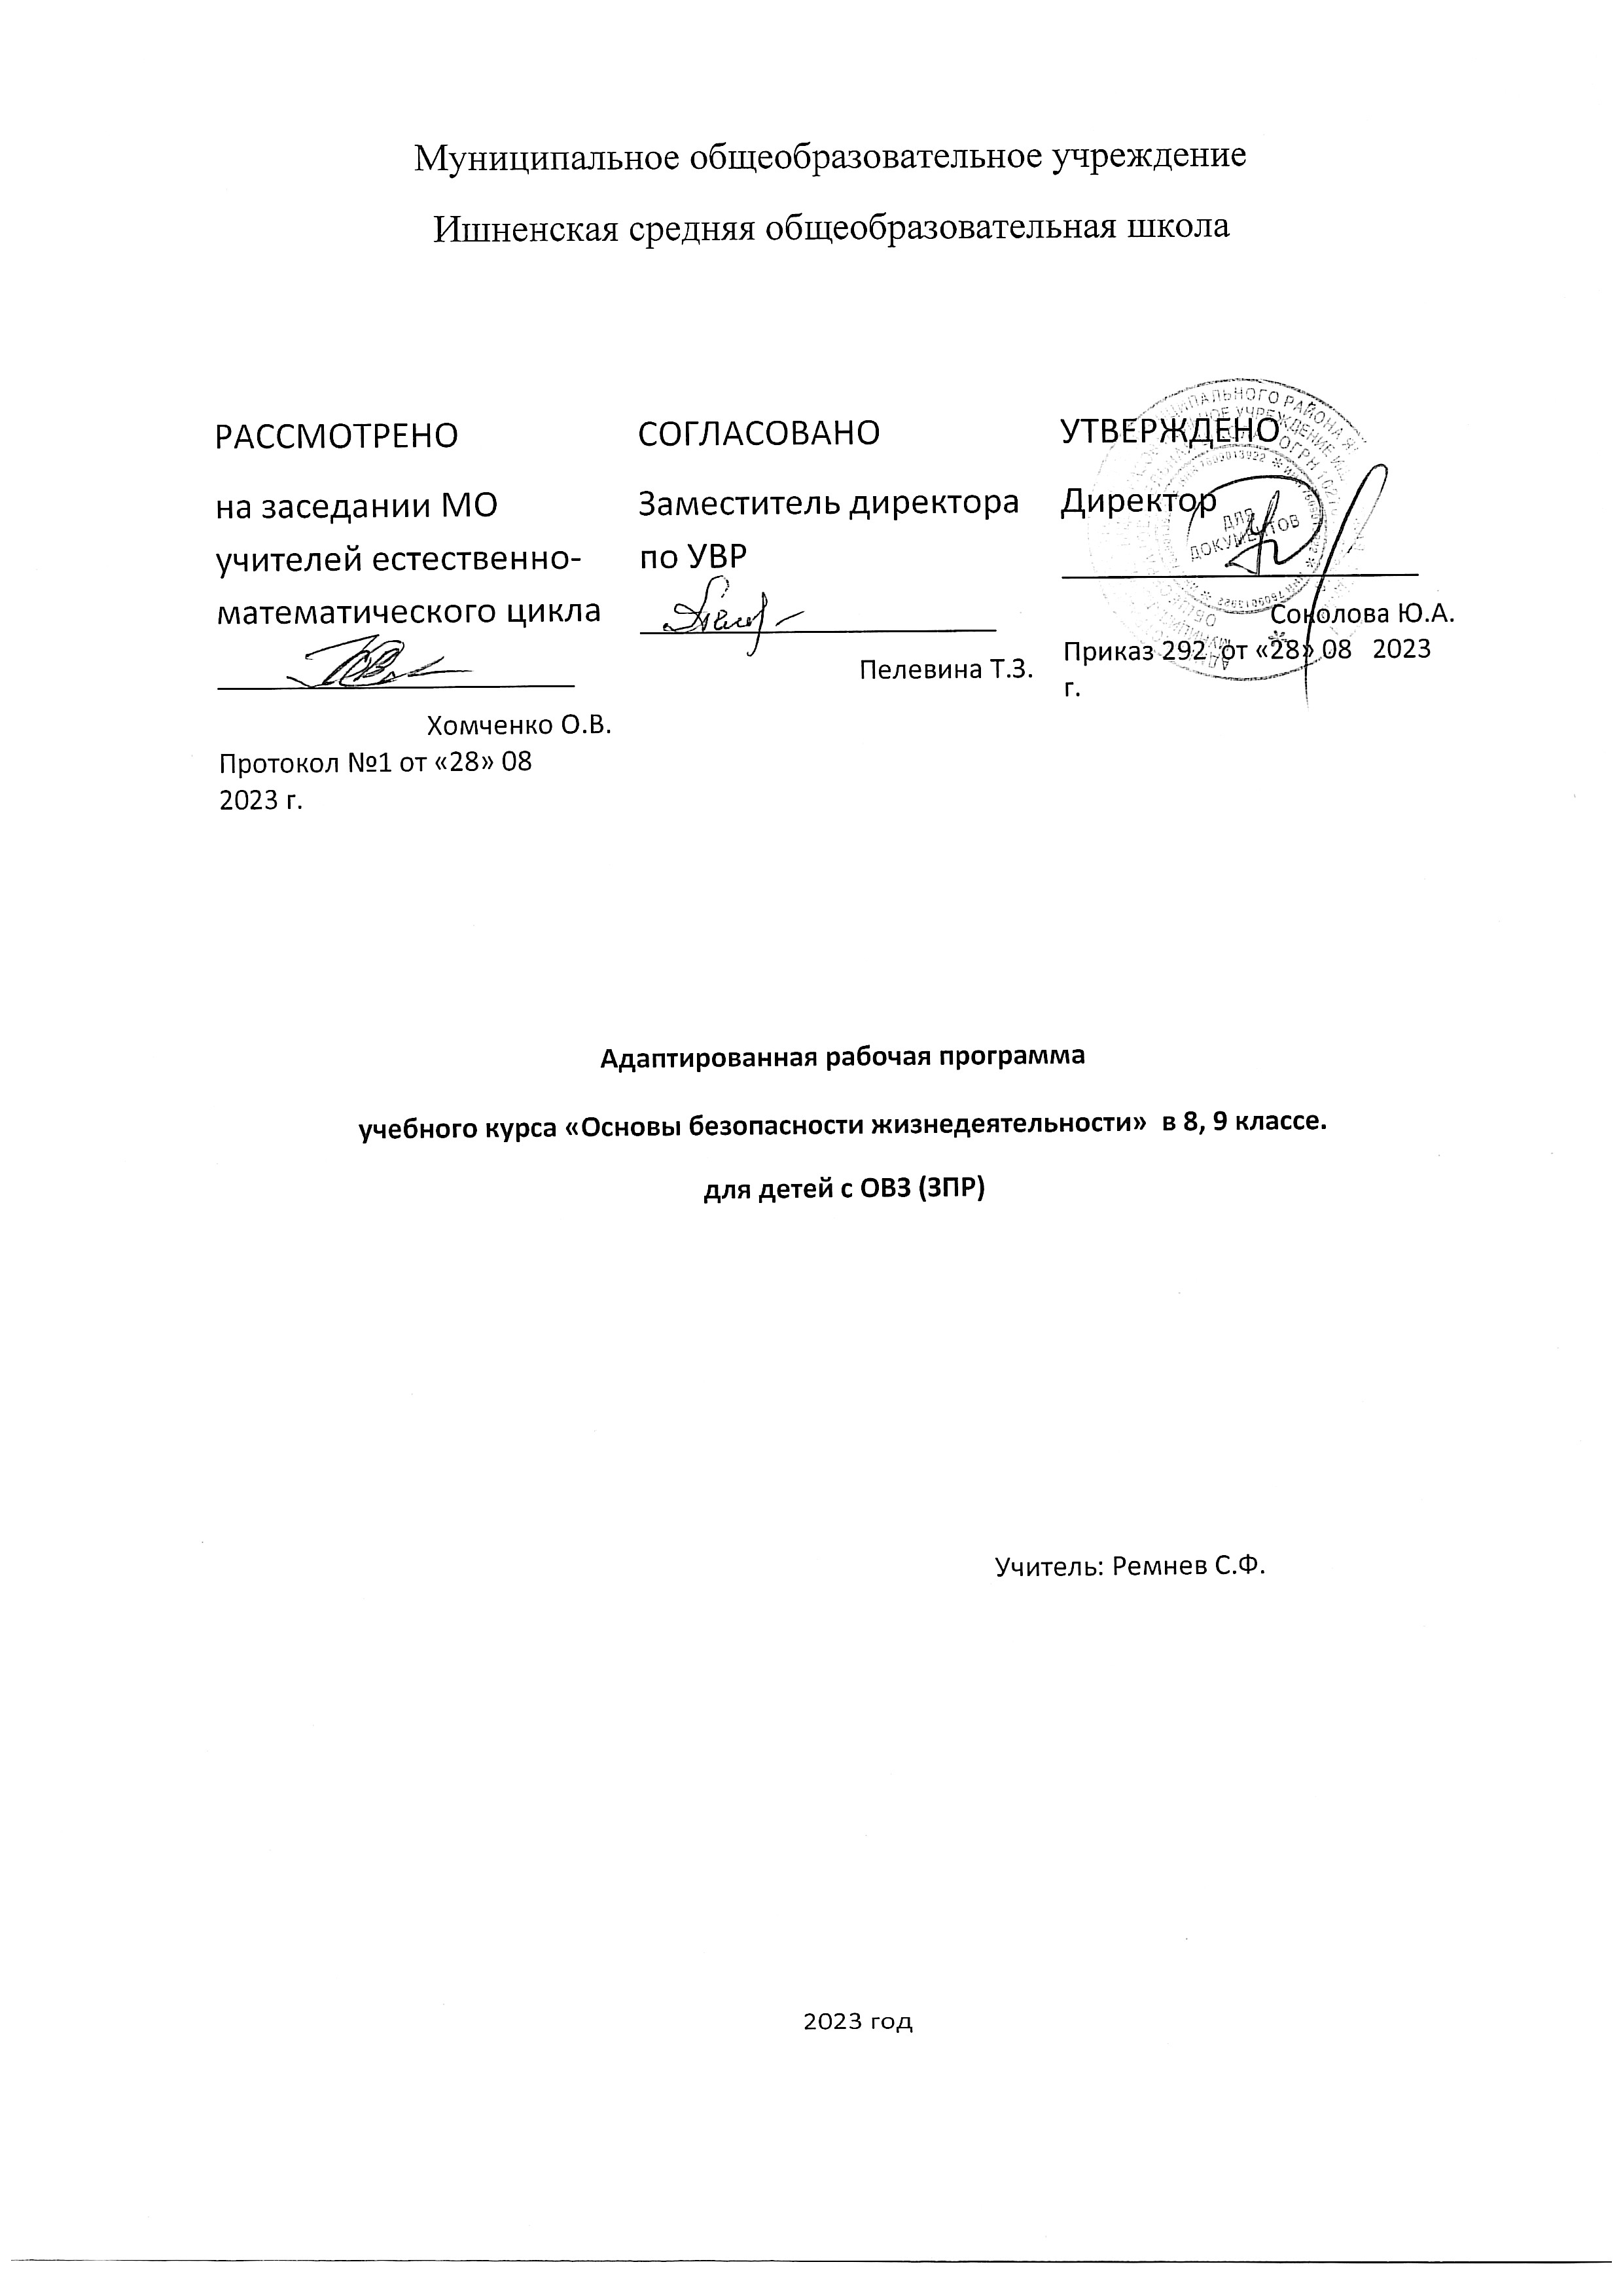 Муниципальное общеобразовательное учреждение
Ишненская средняя общеобразовательная школа
РАССМОТРЕНО
на заседании МО
учителей естественно-
математического цикла
Хомченко О.В.
Протокол №1 от «28» 08
2023 г.
СОГЛАСОВАНО
Заместитель директора
по УВР
Пелевина Т.З.
УТВЕРЖДЕНО
Директор
Соколова Ю.А.
Приказ 292 от «28» 08 2023
г.
ДЛЯ
ДОКУМЕНТОВ
Адаптированная рабочая программа
учебного курса «Основы безопасности жизнедеятельности» в 8, 9 классе.
для детей с ОВЗ (ЗПР)
Учитель: Ремнев С.Ф.
2023 год